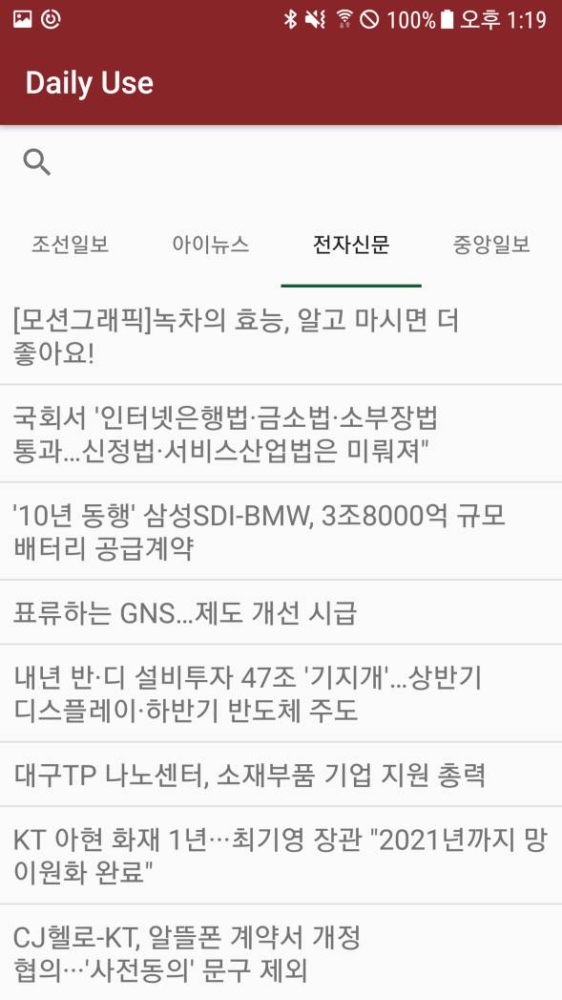 100% 오후 1:19
Daily Use
조선일보 아이뉴스 전자신문 중앙일보
[모션그래픽]녹차의 효능, 알고 마시면 더
좋아요!
국회서 '인터넷은행법·금소법·소부장법
통과...신정법·서비스산업법은 미뤄져"
'10년 동행' 삼성SDI-BMW, 3조8000억 규모
배터리 공급계약
표류하는 GNS...제도 개선 시급
내년 반·디 설비투자 47조 '기지개'...상반기
디스플레이·하반기 반도체 주도
대구TP 나노센터, 소재부품 기업 지원 총력
KT 아현 화재 1년···최기영 장관 "2021년까지 망
이원화 완료"
CJ헬로-KT, 알뜰폰 계약서 개정
협의···'사전동의' 문구 제외